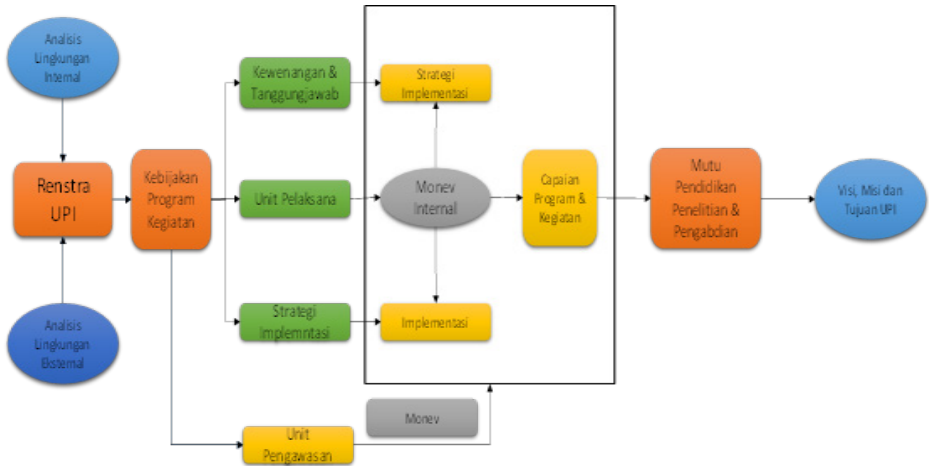 Analisis
Lingkungan
Internal
Renstra
UPI
Analisis
Lingkungan
Eksternal
Kebijakan
Program
Kegiatan
Kewenangan &
Tanggungjawab
Unit Pelaksana
Strategi
Implemntasi
Unit
Pengawasan
Strategi
Implementasi
Monev
Internal
Implementasi
Monev
Capaian
Program &
Kegiatan
Mutu
Pendidikan
Penelitian &
Pengabdian
Visi, Misi dan
Tujuan UPI